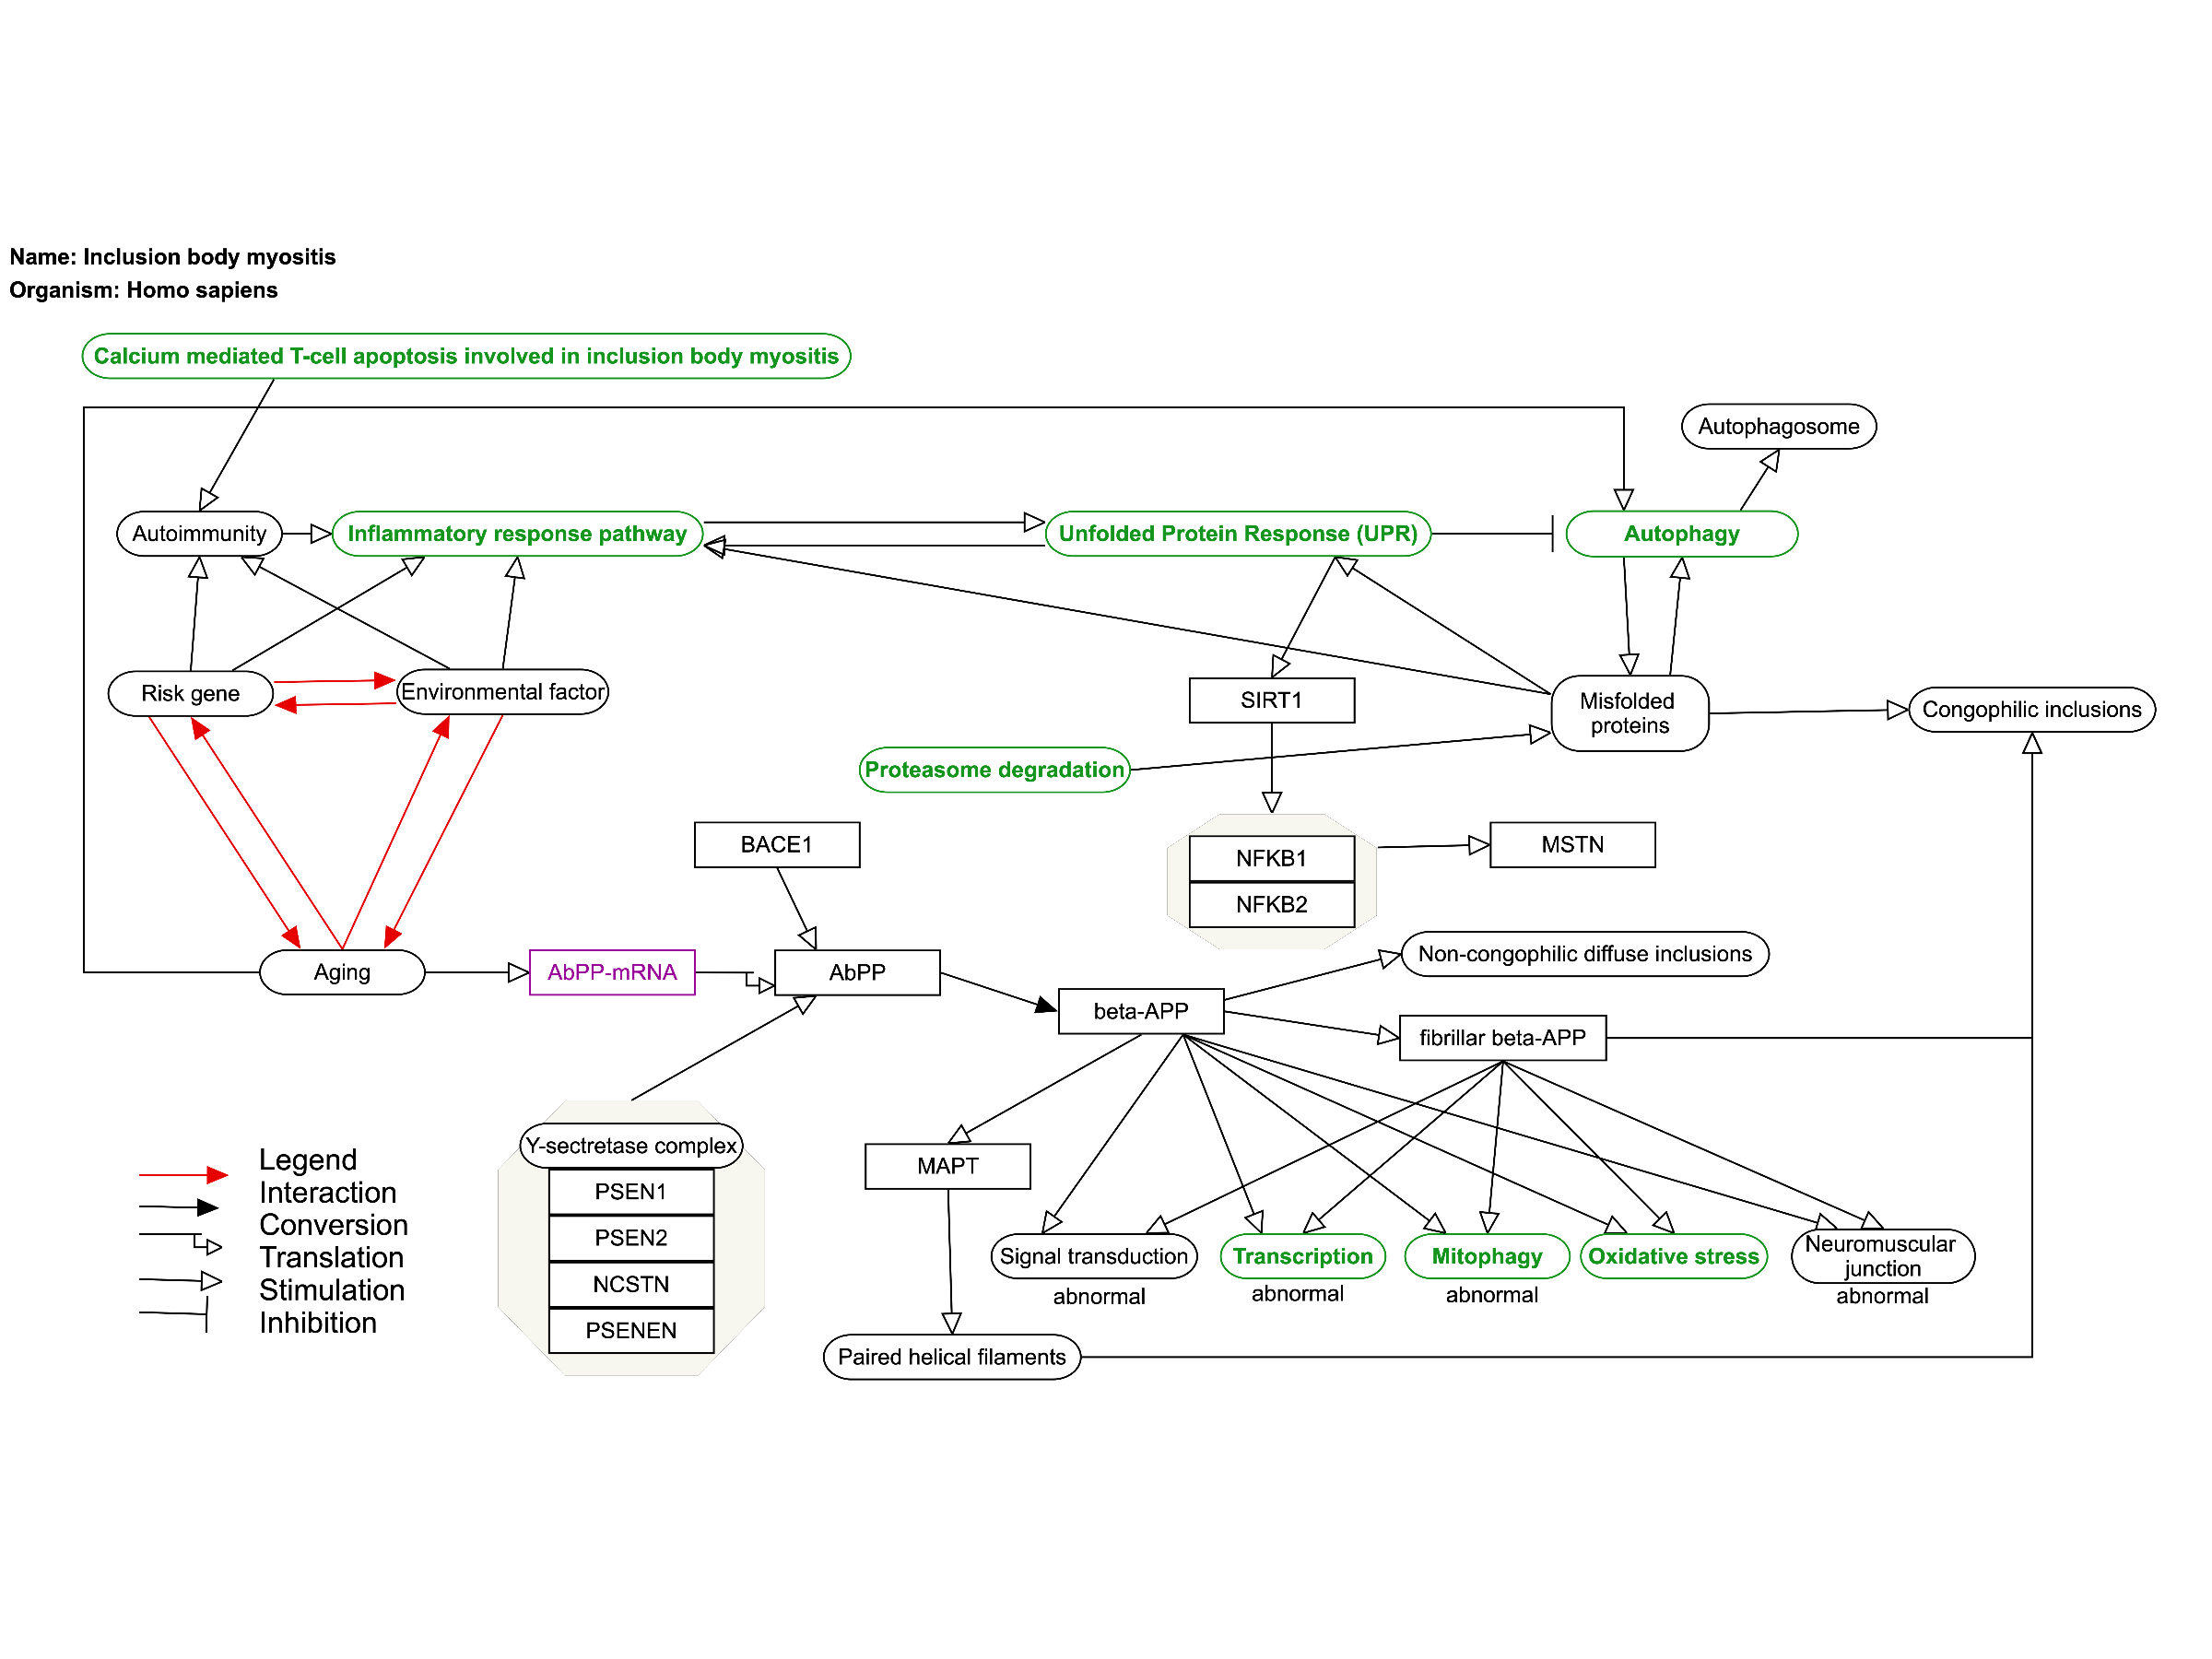 Name: Inclusion body myositis
Organism: Homo sapiens
Calcium mediated T-cell apoptosis involved in inclusion body myositis
Autophagosome
Autoimmunity
Inflammatory response pathway
Unfolded Protein Response (UPR)
Autophagy
Risk gene
Environmental factor
SIRT1
Misfolded
proteins
Congophilic inclusions
Proteasome degradation
BACE1
NFKB1
NFKB2
MSTN
Aging
AbPP-mRNA
AbPP
Non-congophilic diffuse inclusions
beta-APP
fibrillar beta-APP
Y-sectretase complex
PSEN1
PSEN2
NCSTN
PSENEN
MAPT
Signal transduction
abnormal
Transcription
abnormal
Mitophagy
abnormal
Oxidative stress
Neuromuscular
junction
abnormal
Paired helical filaments
Legend
Interaction
Conversion
Translation
Stimulation
Inhibition